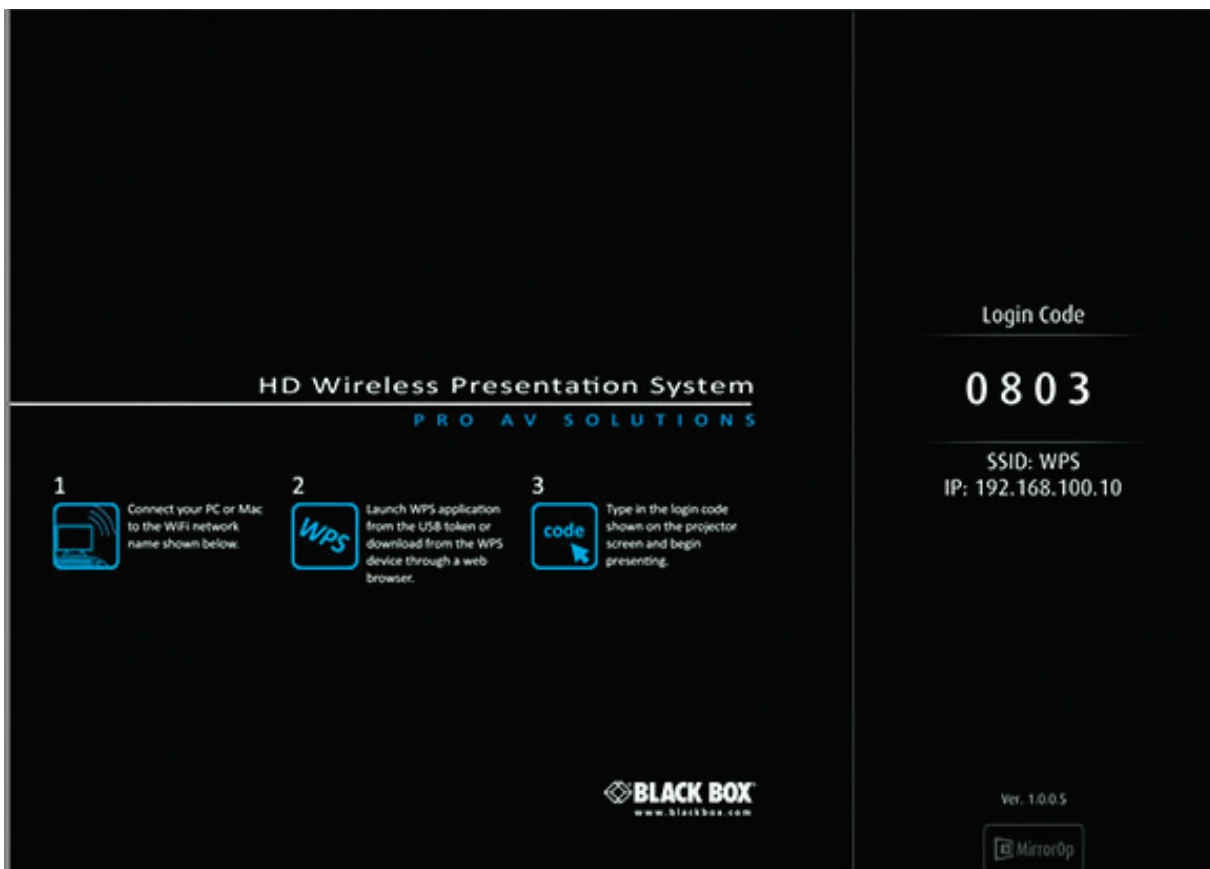 HD Wireless Presentation System
PRO AV SOLUTIONS
1
Connect your PC or Mac
to the WiFi network
name shown below.
2
WPS
Launch WPS application
from the USB token or
download from the WPS
device through a web
browser.
3
code
Type in the login code
shown on the projector
screen and begin
presenting.
BLACK BOX
www.blackbox.com
Login Code
0803
SSID: WPS
IP: 192.168.100.10
Ver. 1.0.0.5
MirrorOp